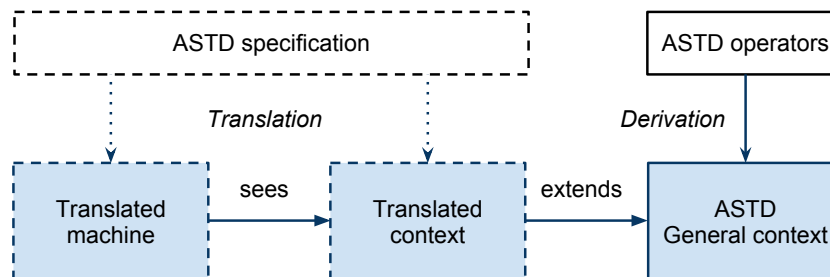 ASTD specification
ASTD operators
Translation
Derivation
Translated
machine
sees
Translated
context
extends
ASTD
General context